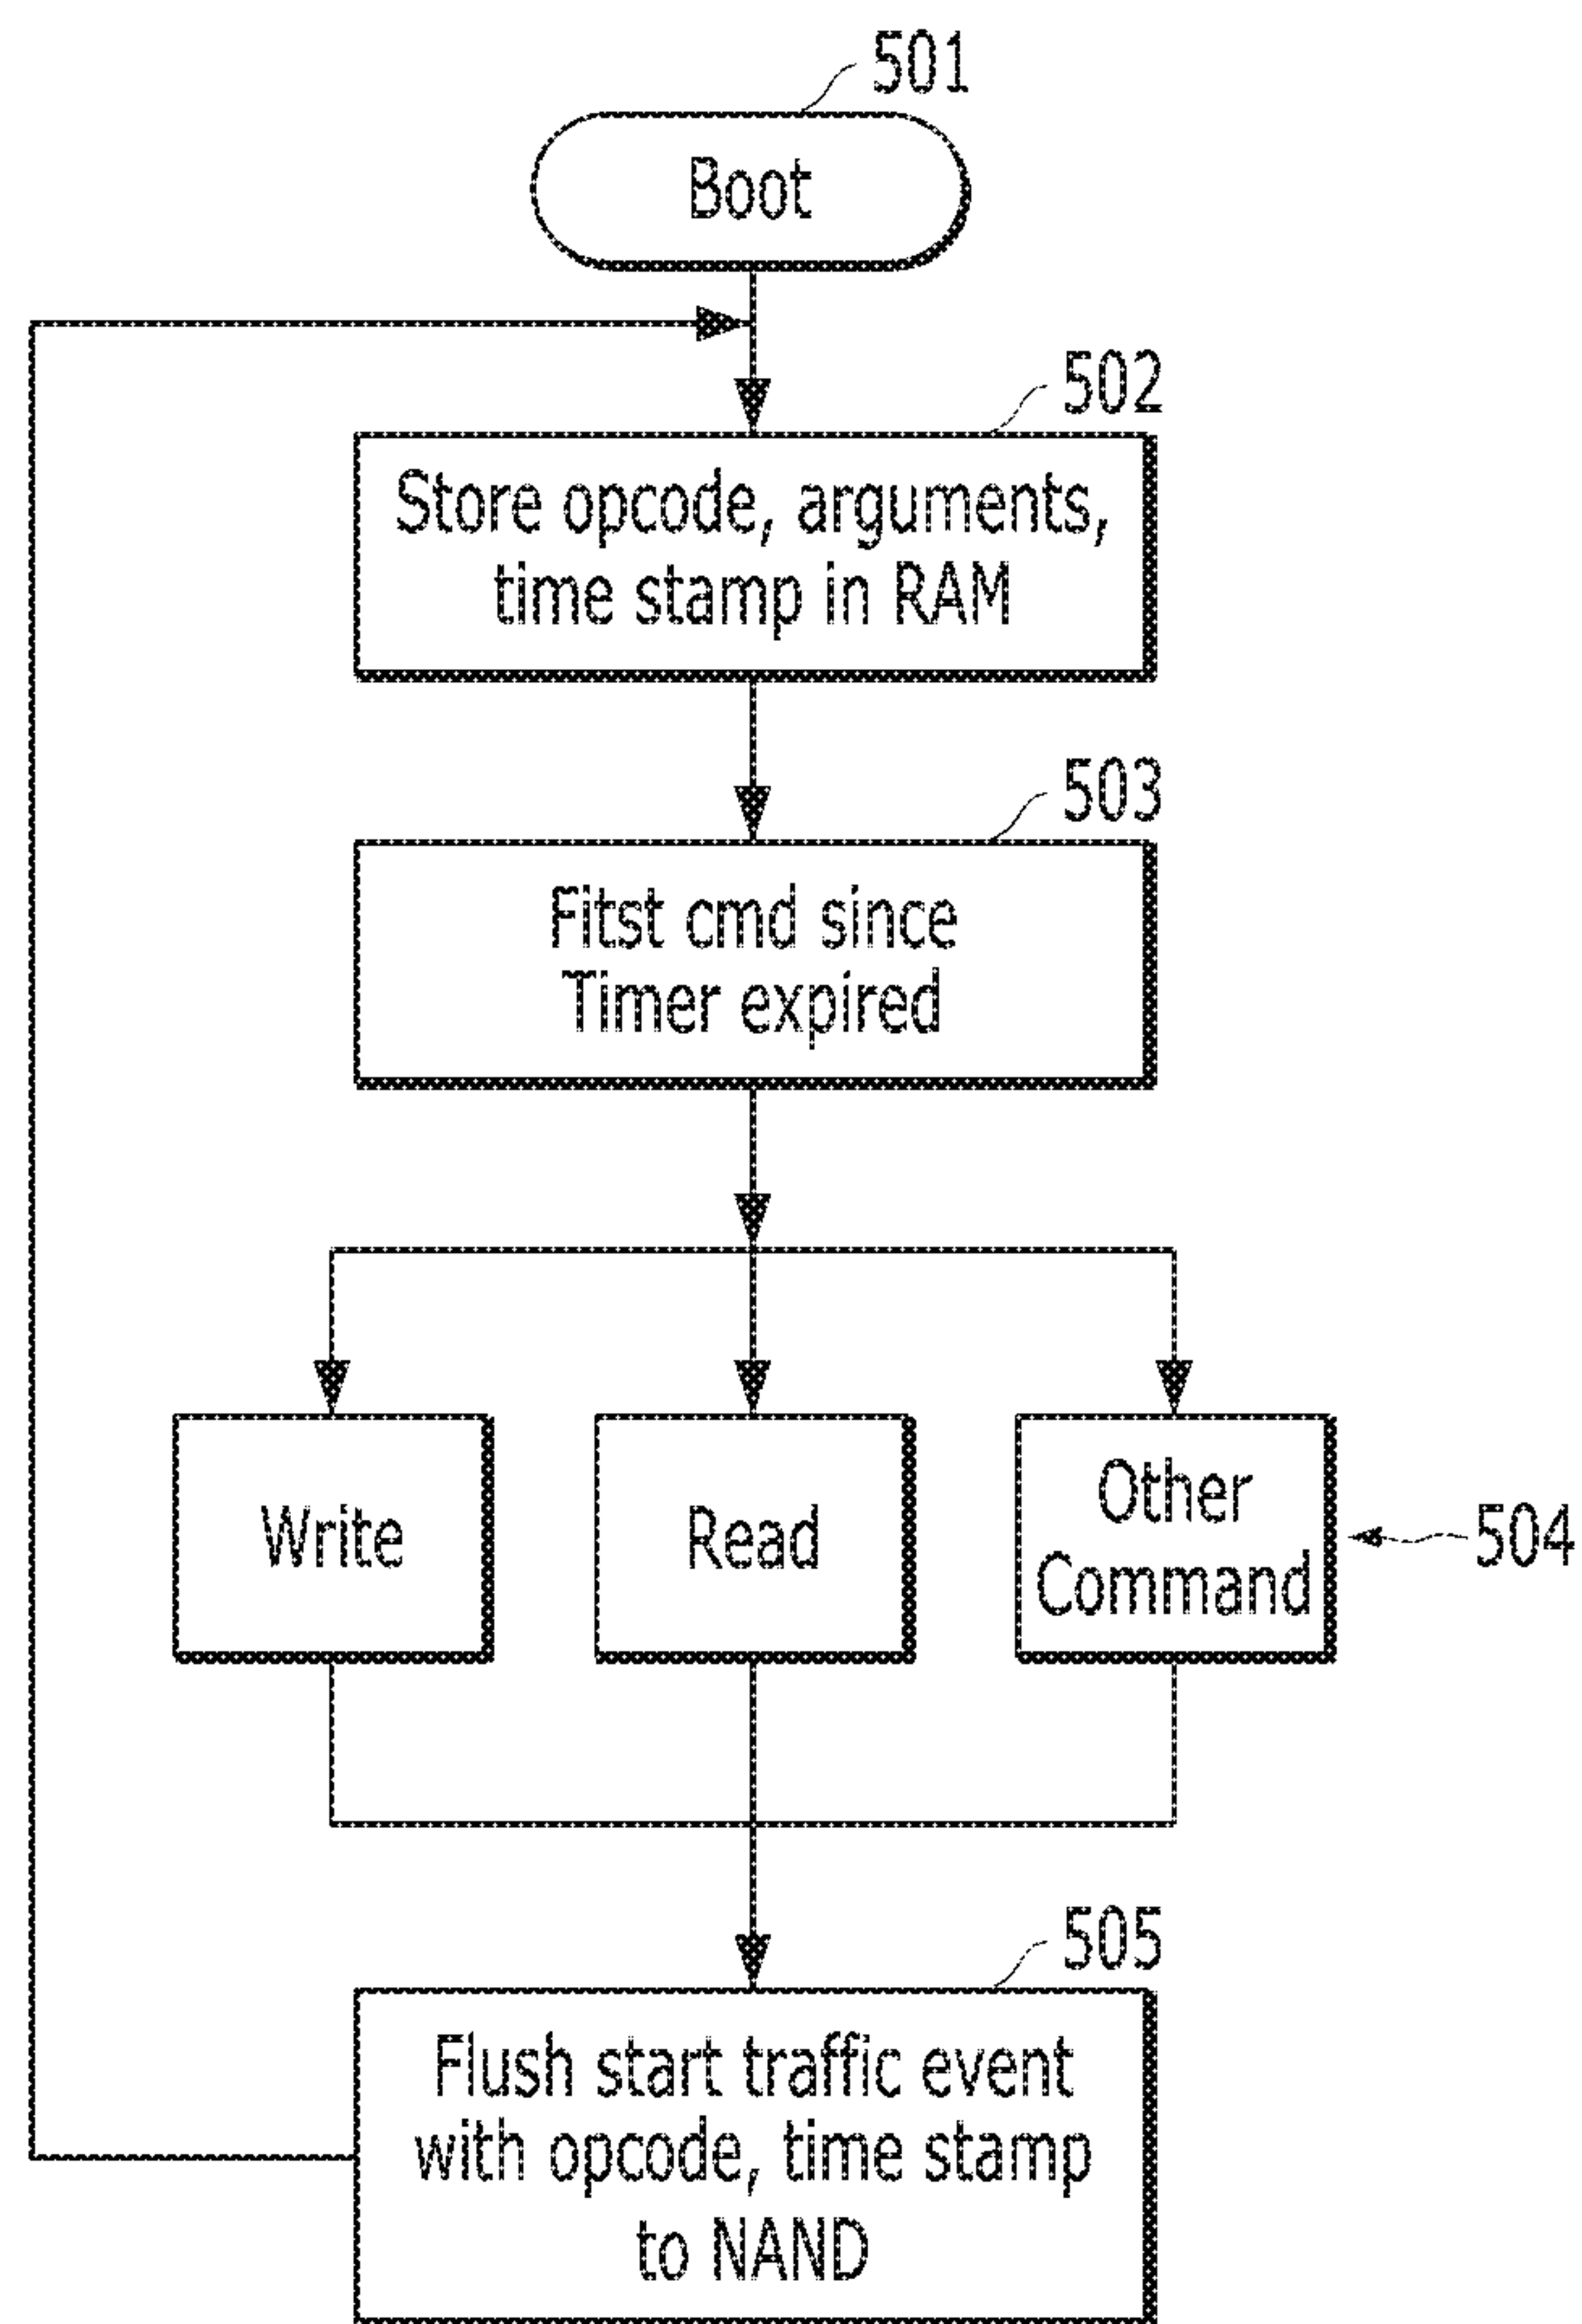 501
Boot
502
Store opcode, arguments,
time stamp in RAM
503
Fitst cmd since
Timer expired
Write
Read
Other
Command
504
505
Flush start traffic event
with opcode, time stamp
to NAND